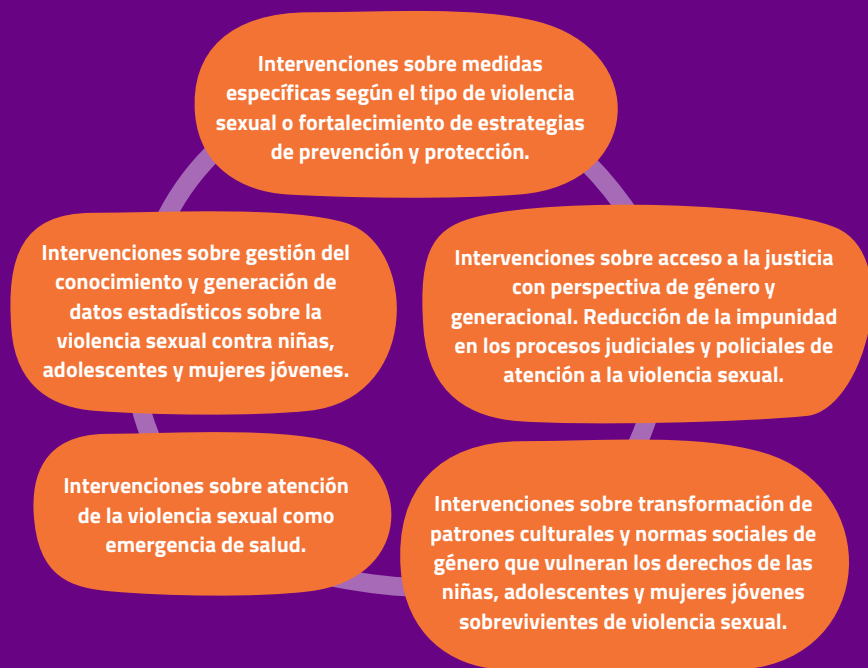 Intervenciones sobre medidas
específicas según el tipo de violencia
sexual o fortalecimiento de estrategias
de prevención y protección.
Intervenciones sobre gestión del
conocimiento y generación de
datos estadísticos sobre la
violencia sexual contra niñas,
adolescentes y mujeres jóvenes.
Intervenciones sobre acceso a la justicia
con perspectiva de género y
generacional. Reducción de la impunidad
en los procesos judiciales y policiales de
atención a la violencia sexual.
Intervenciones sobre atención
de la violencia sexual como
emergencia de salud.
Intervenciones sobre transformación de
patrones culturales y normas sociales de
género que vulneran los derechos de las
niñas, adolescentes y mujeres jóvenes
sobrevivientes de violencia sexual.